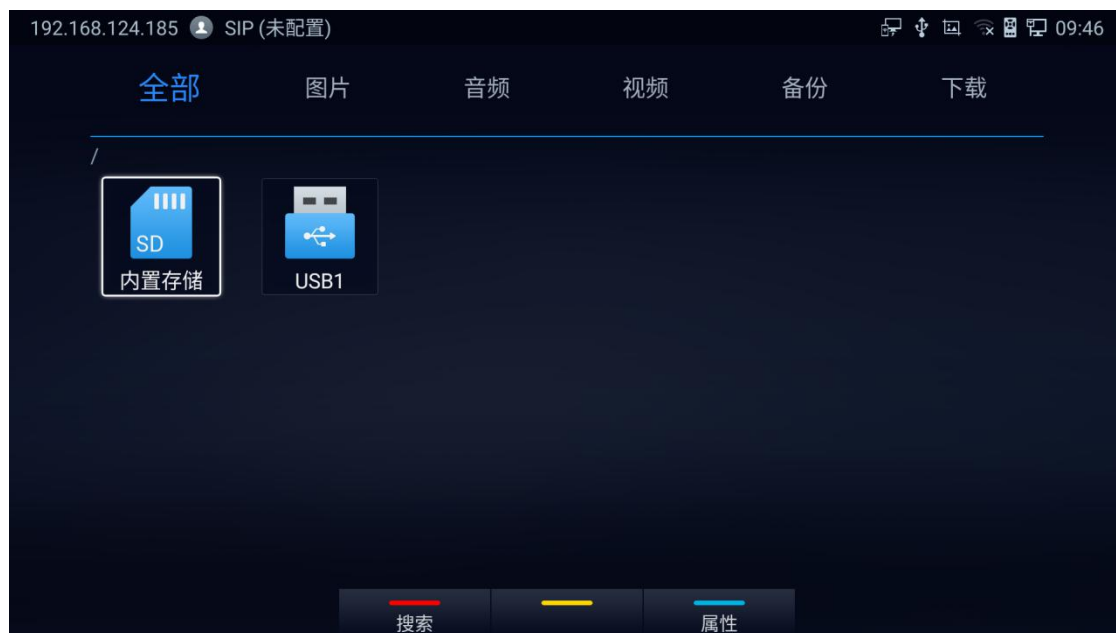 192.168.124.185 SIP (未配置) 09:46
全部 图片 音频 视频 备份 下载
/
SD
内置存储 USB1
搜索 属性